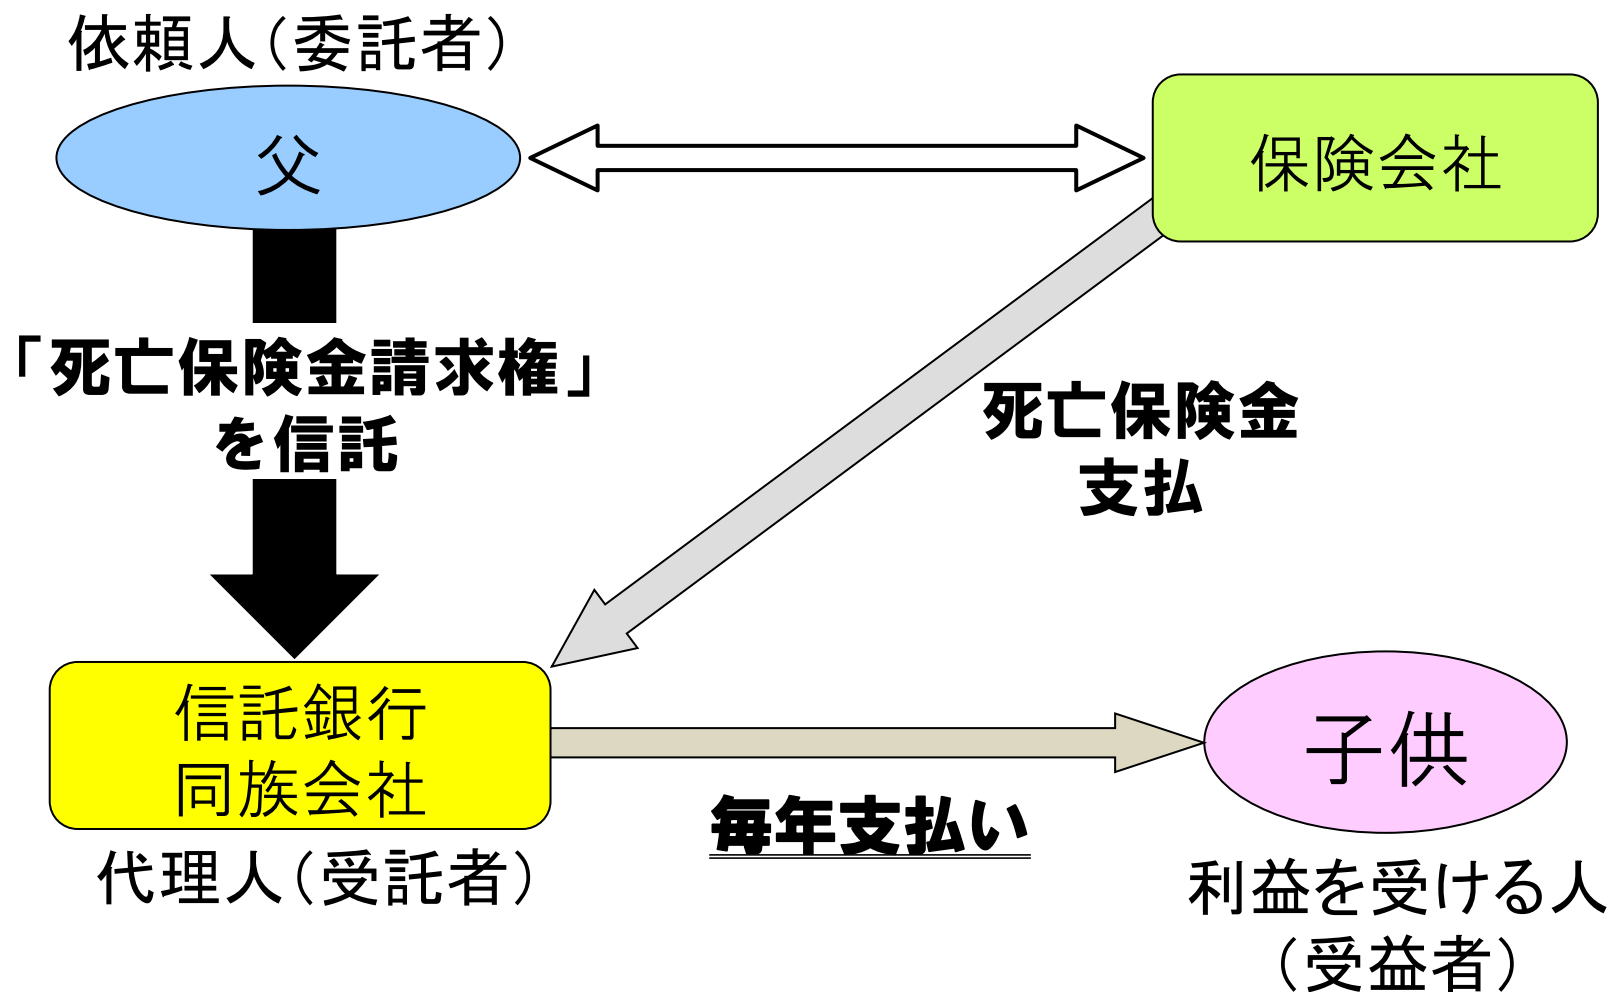 依頼人（委託者）
父
保険会社
「死亡保険金請求権」
を信託
死亡保険金
支払
信託銀行
同族会社
代理人（受託者）
毎年支払い
子供
利益を受ける人
（受益者）